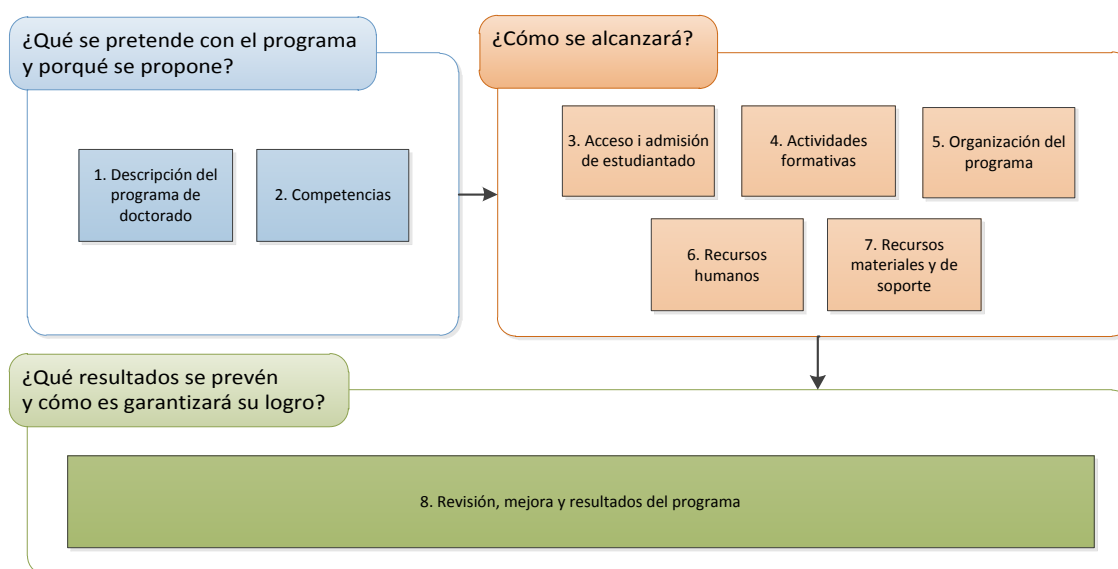 ¿Qué se pretende con el programa
y porqué se propone?
1. Descripción del
programa de
doctorado
2. Competencias
¿Cómo se alcanzará?
3. Acceso i admisión
de estudiantado
4. Actividades
formativas
5. Organización del
programa
6. Recursos
humanos
7. Recursos
materiales y de
soporte
¿Qué resultados se prevén
y cómo es garantizará su logro?
8. Revisión, mejora y resultados del programa